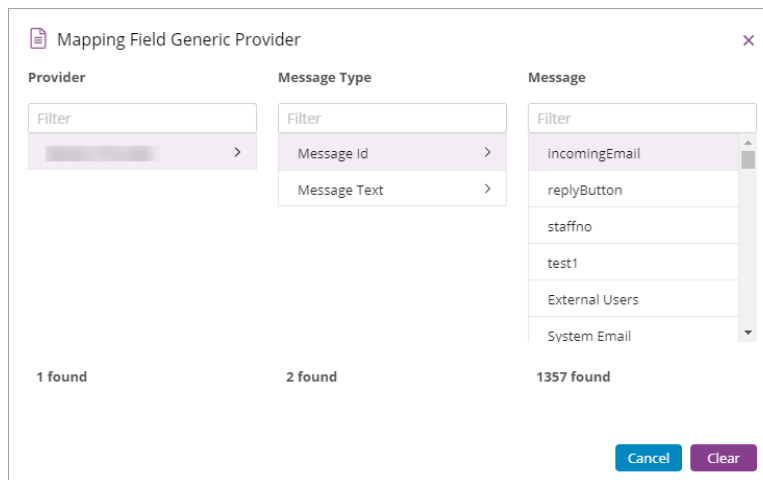 Mapping Field Generic Provider
Provider
Message Type
Message
Filter
Filter
Filter
Message Id
incomingEmail
Message Text
replyButton
staffno
test1
External Users
System Email
1 found
2 found
1357 found
Cancel
Clear